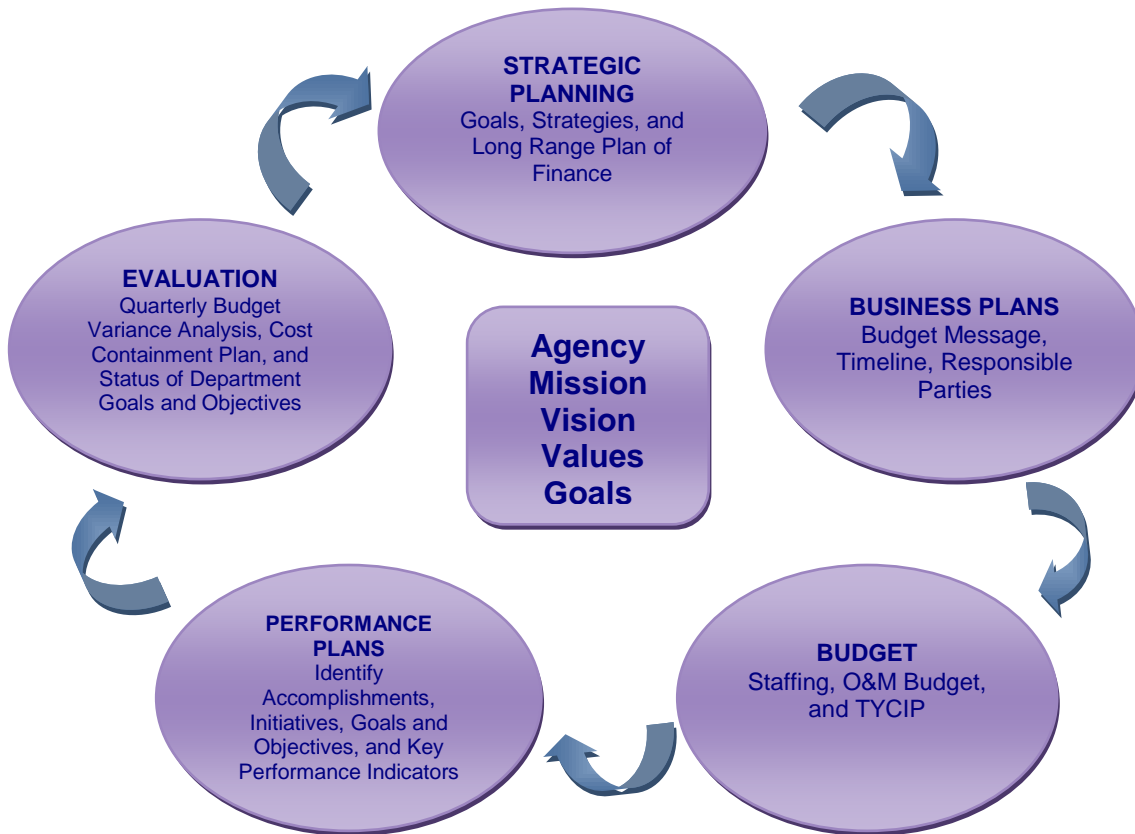 STRATEGIC
PLANNING
Goals, Strategies, and
Long Range Plan of
Finance
BUSINESS PLANS
Budget Message,
Timeline, Responsible
Parties
BUDGET
Staffing, O&M Budget,
and TYCIP
PERFORMANCE
PLANS
Identify
Accomplishments,
Initiatives, Goals and
Objectives, and Key
Performance Indicators
EVALUATION
Quarterly Budget
Variance Analysis, Cost
Containment Plan, and
Status of Department
Goals and Objectives
Agency
Mission
Vision
Values
Goals